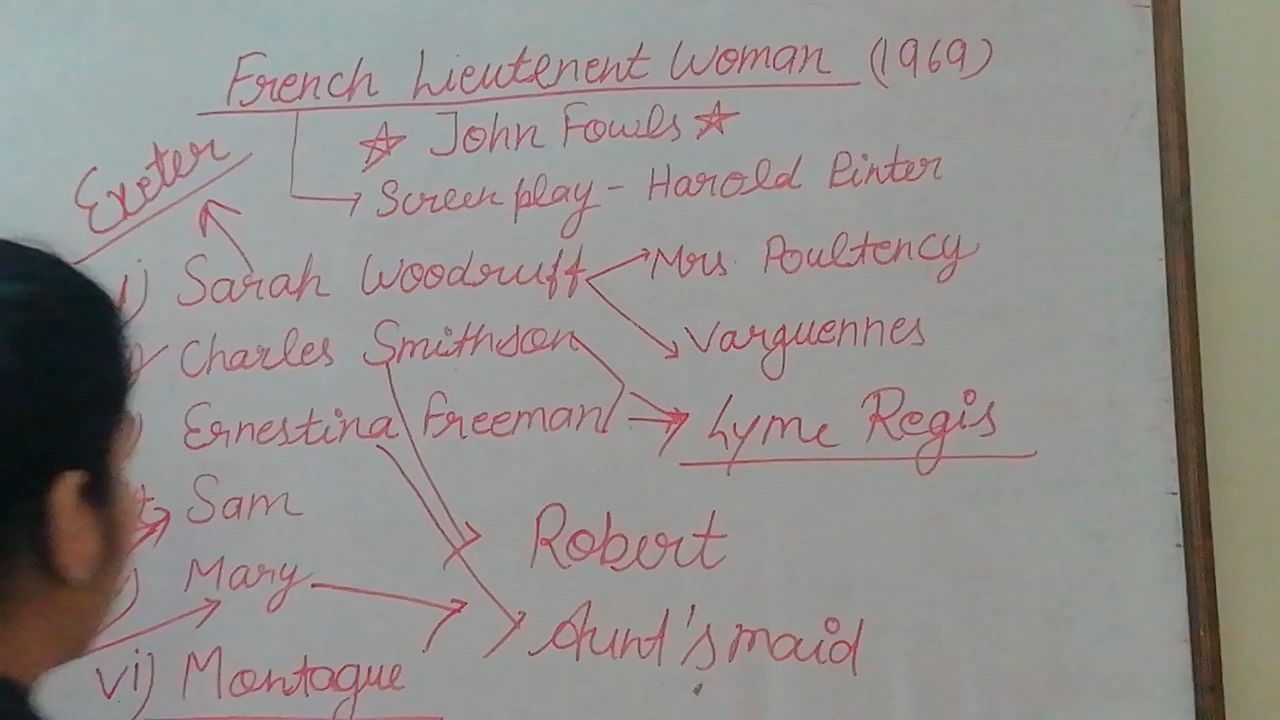 French Lieutenent Woman (1969)
☆ John Fowles ☆
Exeter
→ Screen play - Harold Pinter
i) Sarah Woodruff → Mrs. Poultency
→ Varguennes
Charles Smithson
Ernestina Freeman → Lyme Regis
Sam
Robert
Mary
Aunt's maid
vi) Montague